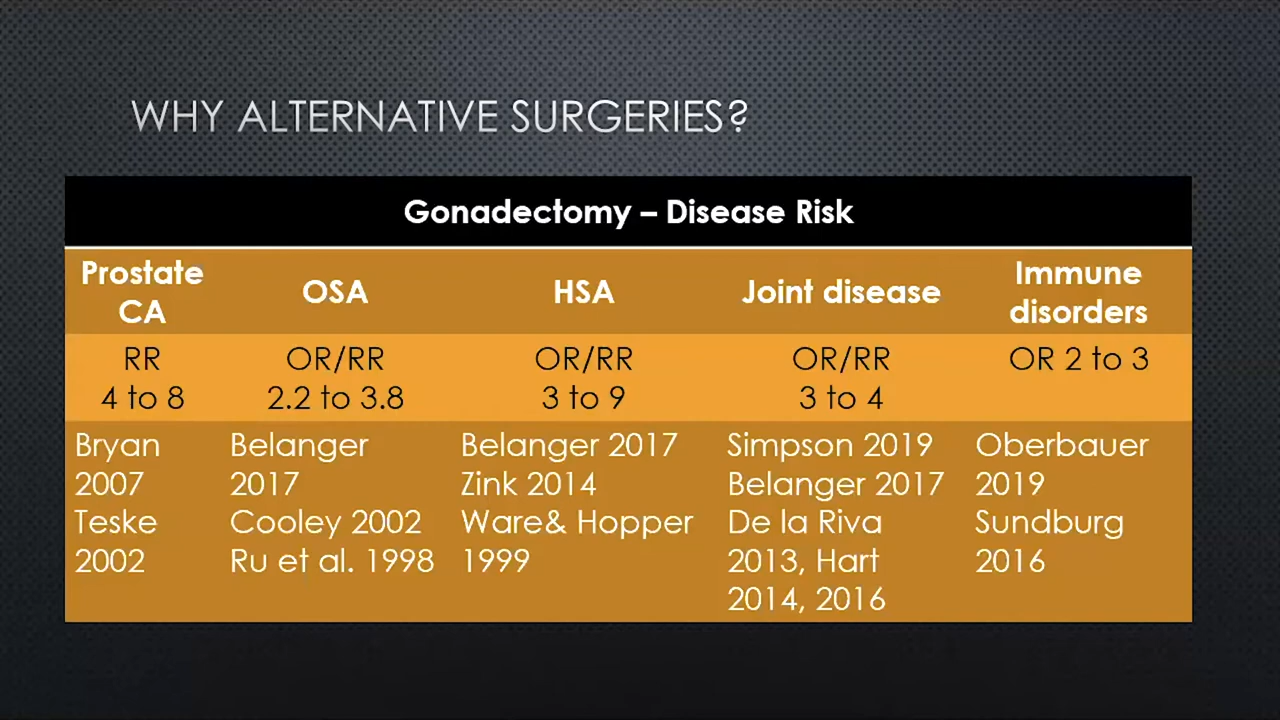 WHY ALTERNATIVE SURGERIES?
Gonadectomy – Disease Risk
Prostate
CA
OSA
HSA
Joint disease
Immune
disorders
RR
4 to 8
OR/RR
2.2 to 3.8
OR/RR
3 to 9
OR/RR
3 to 4
OR 2 to 3
Bryan
2007
Teske
2002
Belanger
2017
Cooley 2002
Ru et al. 1998
Belanger 2017
Zink 2014
Ware& Hopper
1999
Simpson 2019
Belanger 2017
De la Riva
2013, Hart
2014, 2016
Oberbauer
2019
Sundburg
2016